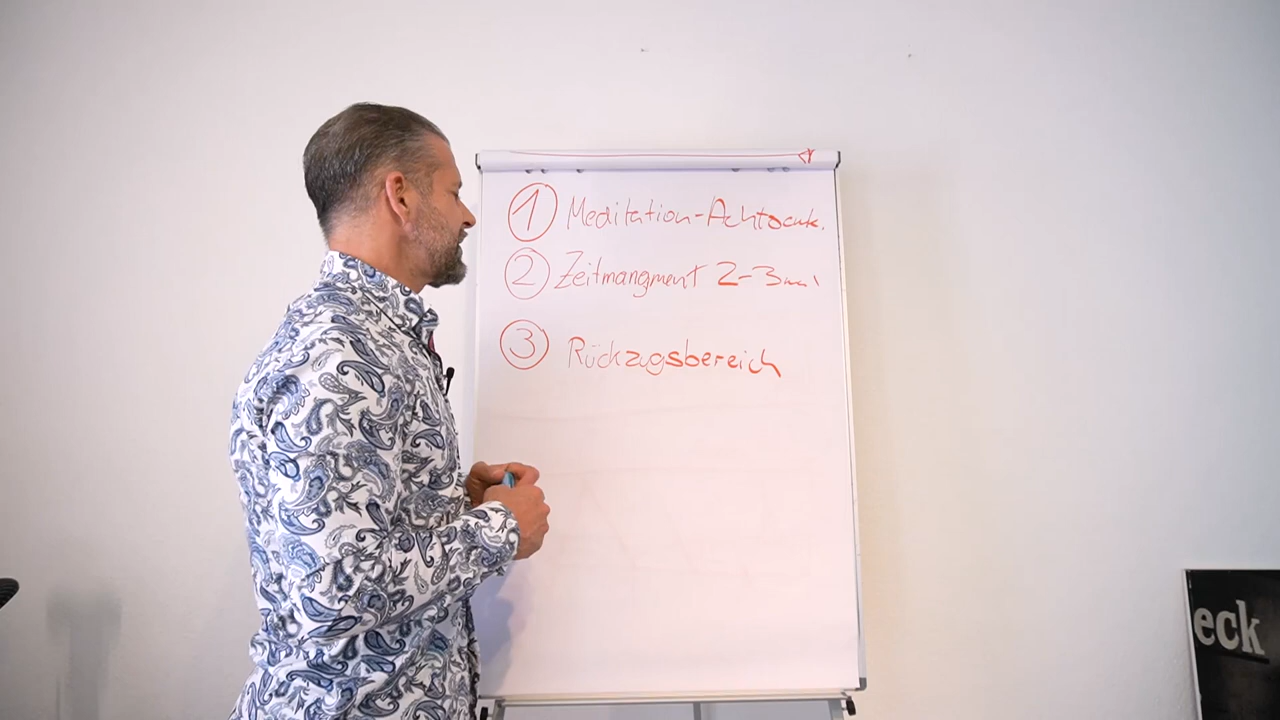 1 Meditation-Achtsamk.
2 Zeitmangment 2-3mal
3 Rückzugsbereich
eck